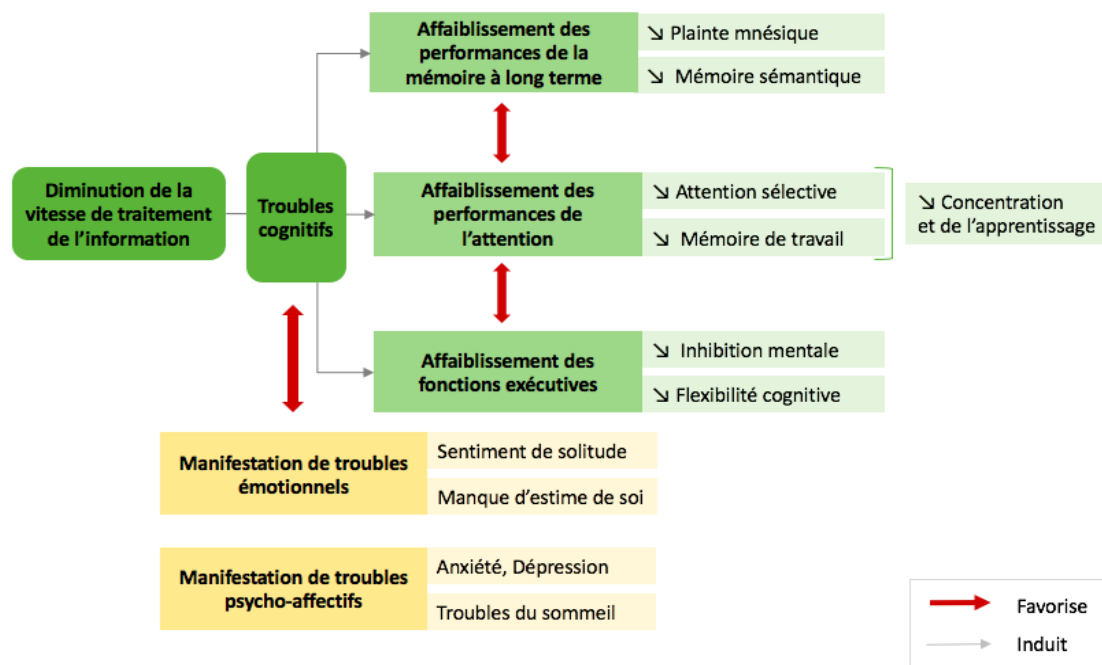 Affaiblissement des
performances de la
mémoire à long terme
↘ Plainte mnésique
↘ Mémoire sémantique
Diminution de la
vitesse de traitement
de l’information
Troubles
cognitifs
Affaiblissement des
performances de
l’attention
↘ Attention sélective
↘ Mémoire de travail
↘ Concentration
et de l’apprentissage
Affaiblissement des
fonctions exécutives
↘ Inhibition mentale
↘ Flexibilité cognitive
Manifestation de troubles
émotionnels
Sentiment de solitude
Manque d’estime de soi
Manifestation de troubles
psycho-affectifs
Anxiété, Dépression
Troubles du sommeil
Favorise
Induit